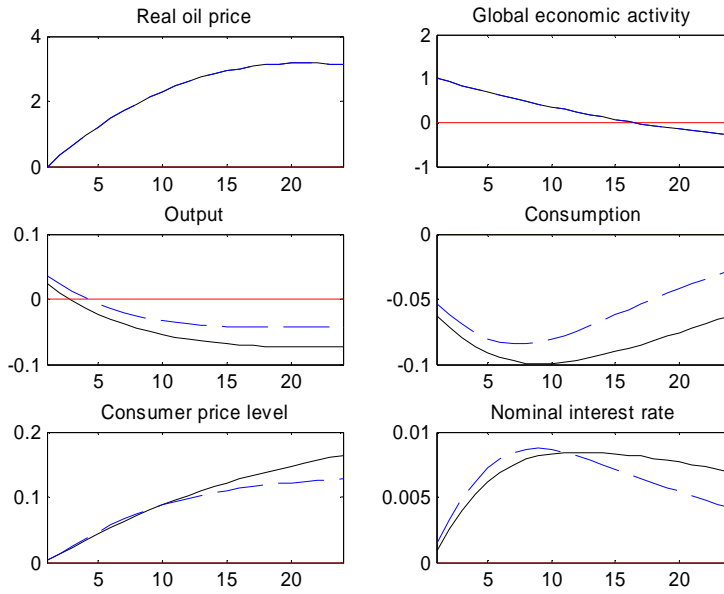 Real oil price
4
2
0
5 10 15 20
Global economic activity
2
1
0
-1
5 10 15 20
Output
0.1
0
-0.1
5 10 15 20
Consumption
0
-0.05
-0.1
5 10 15 20
Consumer price level
0.2
0.1
0
5 10 15 20
Nominal interest rate
0.01
0.005
0
5 10 15 20